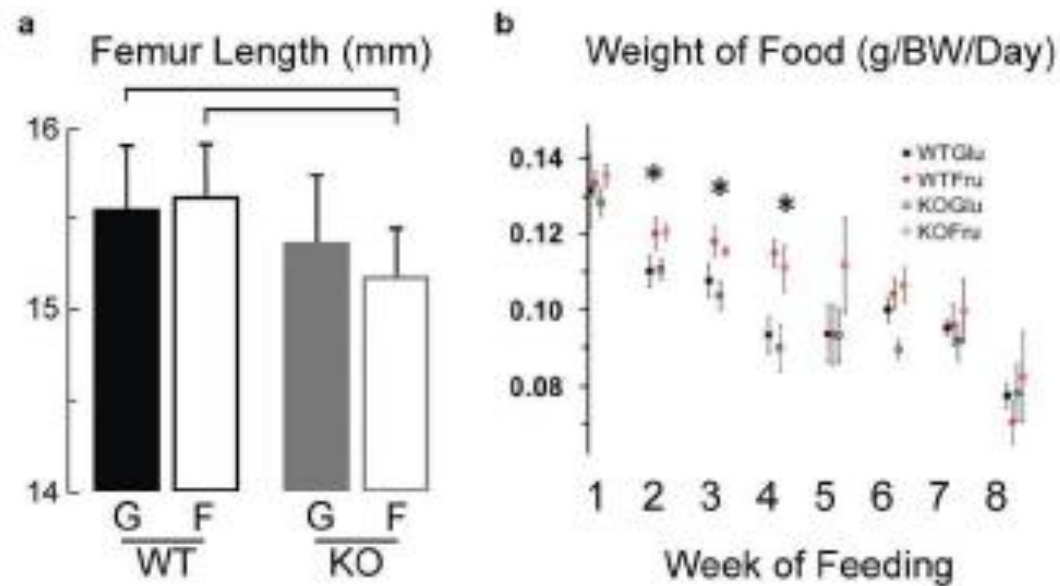 a
Femur Length (mm)
16
15
14
G F G F
WT KO
b
Weight of Food (g/BW/Day)
0.14
0.12
0.10
0.08
* * *
WTGlu
WTFru
KOGlu
KOFru
1 2 3 4 5 6 7 8
Week of Feeding